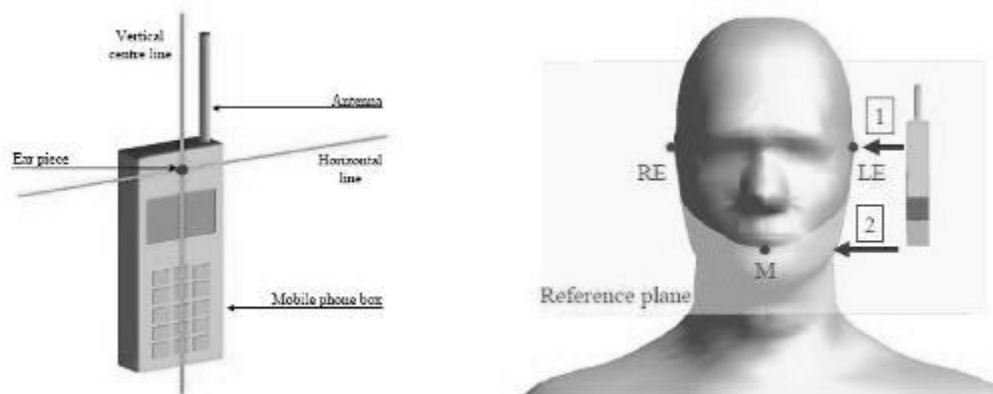 Vertical
centre line
Antenna
Ear piece
Horizontal
line
Mobile phone box
1
RE
LE
2
M
Reference plane